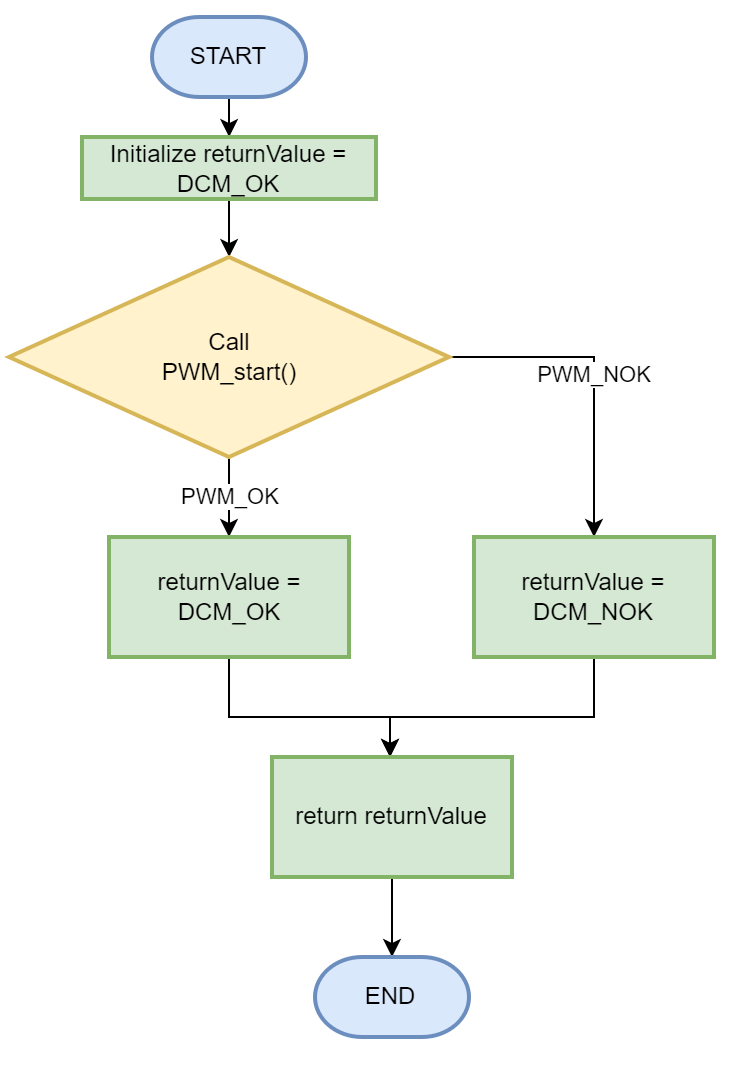 START
Initialize returnValue =
DCM_OK
Call
PWM_start()
PWM_NOK
PWM_OK
returnValue =
DCM_OK
returnValue =
DCM_NOK
return returnValue
END